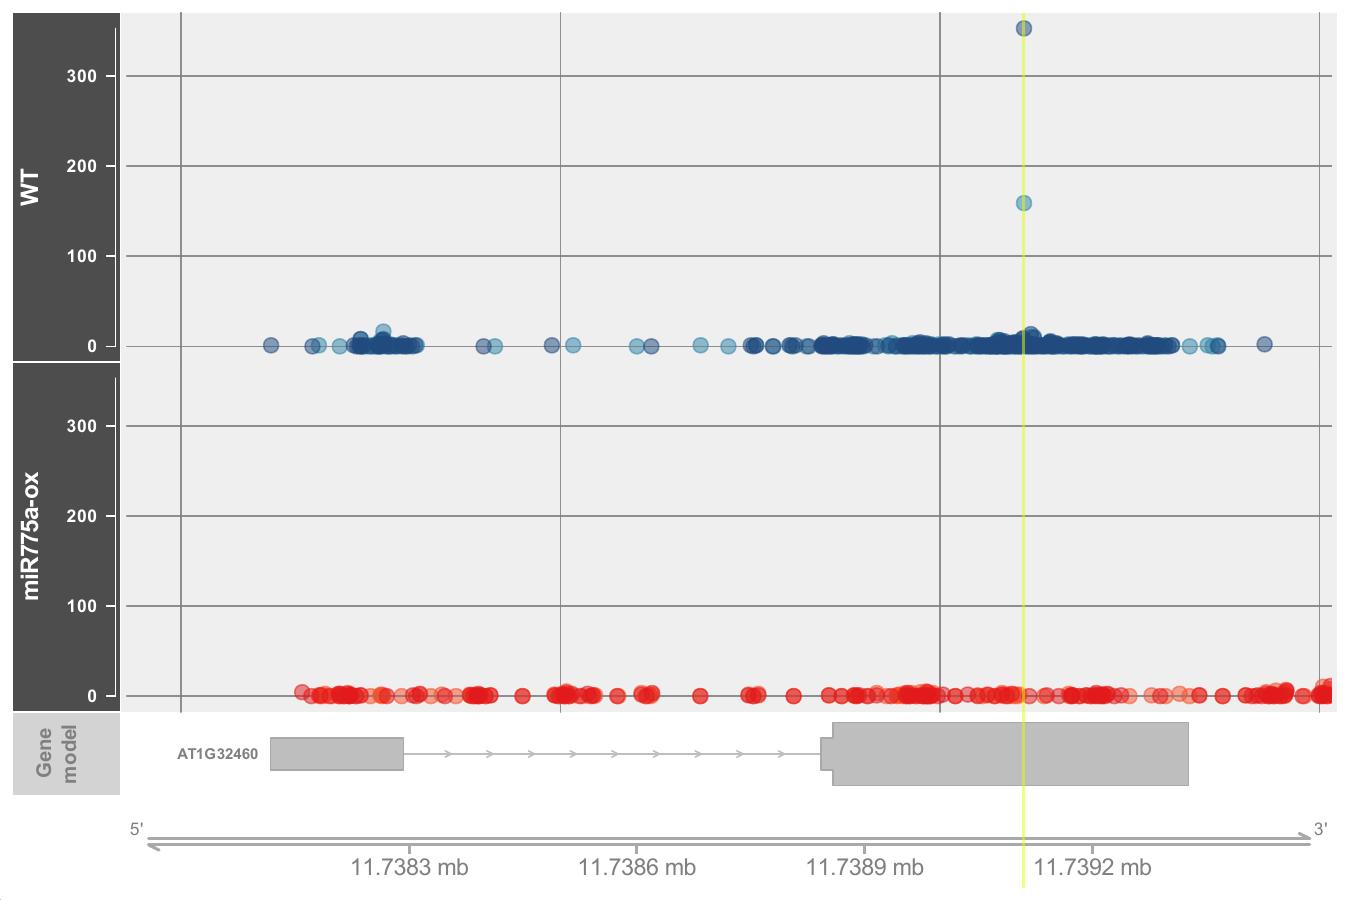 WT
300
200
100
0
miR775a-ox
300
200
100
0
Gene
model
AT1G32460
5'
3'
11.7383 mb
11.7386 mb
11.7389 mb
11.7392 mb